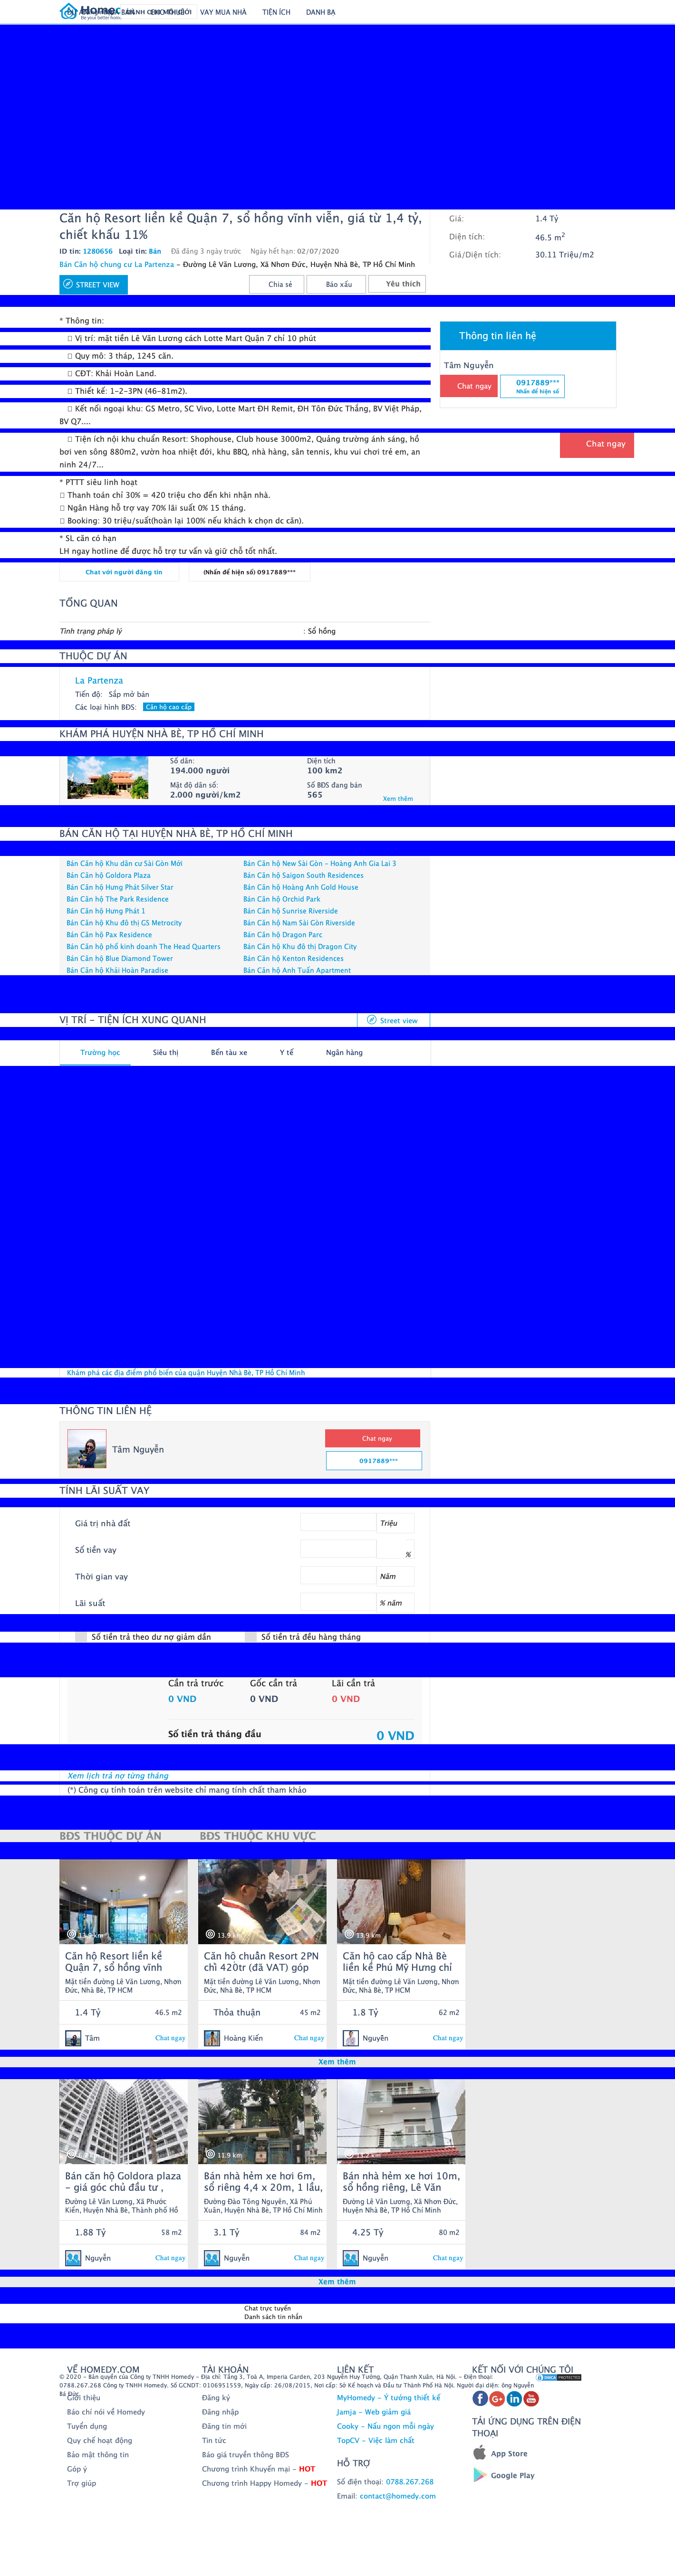 Homedy
Be your better home.
CHO THUÊ
VAY MUA NHÀ
TIỆN ÍCH
DANH BẠ
Căn hộ Resort liền kề Quận 7, sổ hồng vĩnh viễn, giá từ 1,4 tỷ,
chiết khấu 11%
ID tin: 1280656 Loại tin: Bán Đã đăng 3 ngày trước Ngày hết hạn: 02/07/2020
Bán Căn hộ chung cư La Partenza - Đường Lê Văn Lương, Xã Nhơn Đức, Huyện Nhà Bè, TP Hồ Chí Minh
STREET VIEW
Chia sẻ
Báo xấu
Yêu thích
Giá: 1.4 Tỷ
Diện tích: 46.5 m2
Giá/Diện tích: 30.11 Triệu/m2
* Thông tin:
Vị trí: mặt tiền Lê Văn Lương cách Lotte Mart Quận 7 chỉ 10 phút
Quy mô: 3 tháp, 1245 căn.
CĐT: Khải Hoàn Land.
Thiết kế: 1-2-3PN (46-81m2).
Kết nối ngoại khu: GS Metro, SC Vivo, Lotte Mart ĐH Remit, ĐH Tôn Đức Thắng, BV Việt Pháp,
BV Q7....
Tiện ích nội khu chuẩn Resort: Shophouse, Club house 3000m2, Quảng trường ánh sáng, hồ
bơi ven sông 880m2, vườn hoa nhiệt đới, khu BBQ, nhà hàng, sân tennis, khu vui chơi trẻ em, an
ninh 24/7...
* PTTT siêu linh hoạt
Thanh toán chỉ 30% = 420 triệu cho đến khi nhận nhà.
Ngân Hàng hỗ trợ vay 70% lãi suất 0% 15 tháng.
Booking: 30 triệu/suất(hoàn lại 100% nếu khách k chọn dc căn).
* SL căn có hạn
LH ngay hotline để được hỗ trợ tư vấn và giữ chỗ tốt nhất.
Thông tin liên hệ
Tâm Nguyễn
Chat ngay
0917889***
Nhấn để hiện số
Chat ngay
Chat với người đăng tin
(Nhấn để hiện số) 0917889***
TỔNG QUAN
Tình trạng pháp lý : Sổ hồng
THUỘC DỰ ÁN
La Partenza
Tiến độ: Sắp mở bán
Các loại hình BĐS: Căn hộ cao cấp
KHÁM PHÁ HUYỆN NHÀ BÈ, TP HỒ CHÍ MINH
Số dân: Diện tích
194.000 người 100 km2
Mật độ dân số: Số BĐS đang bán
2.000 người/km2 565
Xem thêm
BÁN CĂN HỘ TẠI HUYỆN NHÀ BÈ, TP HỒ CHÍ MINH
Bán Căn hộ Khu dân cư Sài Gòn Mới Bán Căn hộ New Sài Gòn - Hoàng Anh Gia Lai 3
Bán Căn hộ Goldora Plaza Bán Căn hộ Saigon South Residences
Bán Căn hộ Hưng Phát Silver Star Bán Căn hộ Hoàng Anh Gold House
Bán Căn hộ The Park Residence Bán Căn hộ Orchid Park
Bán Căn hộ Hưng Phát 1 Bán Căn hộ Sunrise Riverside
Bán Căn hộ Khu đô thị GS Metrocity Bán Căn hộ Nam Sài Gòn Riverside
Bán Căn hộ Pax Residence Bán Căn hộ Dragon Parc
Bán Căn hộ phố kinh doanh The Head Quarters Bán Căn hộ Khu đô thị Dragon City
Bán Căn hộ Blue Diamond Tower Bán Căn hộ Kenton Residences
Bán Căn hộ Khải Hoàn Paradise Bán Căn hộ Anh Tuấn Apartment
VỊ TRÍ - TIỆN ÍCH XUNG QUANH
Street view
Trường học Siêu thị Bến tàu xe Y tế Ngân hàng
Khám phá các địa điểm phổ biến của quận Huyện Nhà Bè, TP Hồ Chí Minh
THÔNG TIN LIÊN HỆ
Tâm Nguyễn
Chat ngay
0917889***
TÍNH LÃI SUẤT VAY
Giá trị nhà đất Triệu
Số tiền vay %
Thời gian vay Năm
Lãi suất % năm
Số tiền trả theo dư nợ giảm dần Số tiền trả đều hàng tháng
Cần trả trước Gốc cần trả Lãi cần trả
0 VND 0 VND 0 VND
Số tiền trả tháng đầu 0 VND
Xem lịch trả nợ từng tháng
(*) Công cụ tính toán trên website chỉ mang tính chất tham khảo
BĐS THUỘC DỰ ÁN BĐS THUỘC KHU VỰC
13.9 km
13.9 km
Căn hộ Resort liền kề
Quận 7, sổ hồng vĩnh
Mặt tiền đường Lê Văn Lương, Nhơn
Đức, Nhà Bè, TP HCM
1.4 Tỷ 46.5 m2
Tâm Chat ngay
Căn hộ chuẩn Resort 2PN
chỉ 420tr (đã VAT) góp
Mặt tiền đường Lê Văn Lương, Nhơn
Đức, Nhà Bè, TP HCM
Thỏa thuận 45 m2
Hoàng Kiến Chat ngay
Căn hộ cao cấp Nhà Bè
liền kề Phú Mỹ Hưng chỉ
Mặt tiền đường Lê Văn Lương, Nhơn
Đức, Nhà Bè, TP HCM
1.8 Tỷ 62 m2
Nguyễn Chat ngay
Xem thêm
11.9 km
Bán căn hộ Goldora plaza
- giá góc chủ đầu tư ,
Đường Lê Văn Lương, Xã Phước
Kiển, Huyện Nhà Bè, Thành phố Hồ
1.88 Tỷ 58 m2
Nguyễn Chat ngay
Bán nhà hẻm xe hơi 6m,
sổ riêng 4,4 x 20m, 1 lầu,
Đường Đào Tông Nguyên, Xã Phú
Xuân, Huyện Nhà Bè, TP Hồ Chí Minh
3.1 Tỷ 84 m2
Nguyễn Chat ngay
Bán nhà hẻm xe hơi 10m,
sổ hồng riêng, Lê Văn
Đường Lê Văn Lương, Xã Nhơn Đức,
Huyện Nhà Bè, TP Hồ Chí Minh
4.25 Tỷ 80 m2
Nguyễn Chat ngay
Xem thêm
Chat trực tuyến
Danh sách tin nhắn
VỀ HOMEDY.COM TÀI KHOẢN LIÊN KẾT KẾT NỐI VỚI CHÚNG TÔI
© 2020 - Bản quyền của Công ty TNHH Homedy - Địa chỉ: Tầng 3, Toà A, Imperia Garden, 203 Nguyễn Huy Tưởng, Quận Thanh Xuân, Hà Nội. - Điện thoại:
0788.267.268 Công ty TNHH Homedy. Số GCNDT: 0106951559, Ngày cấp: 26/08/2015, Nơi cấp: Sở Kế hoạch và Đầu tư Thành Phố Hà Nội. Người đại diện: ông Nguyễn
Bá Đức
PROTECTED
Giới thiệu
Báo chí nói về Homedy
Tuyển dụng
Quy chế hoạt động
Bảo mật thông tin
Góp ý
Trợ giúp
Đăng ký
Đăng nhập
Đăng tin mới
Tin tức
Báo giá truyền thông BĐS
Chương trình Khuyến mại - HOT
Chương trình Happy Homedy - HOT
MyHomedy - Ý tưởng thiết kế
Jamja - Web giảm giá
Cooky - Nấu ngon mỗi ngày
TopCV - Việc làm chất
HỖ TRỢ
Số điện thoại: 0788.267.268
Email: contact@homedy.com
TẢI ỨNG DỤNG TRÊN ĐIỆN
THOẠI
App Store
Google Play